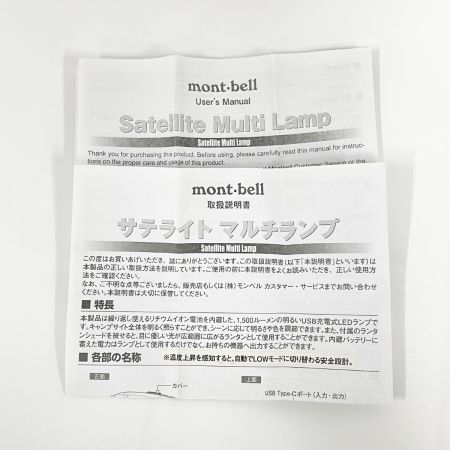 mont·bell
User's Manual
Satellite Multi Lamp
Satellite Multi Lamp
Thank you for purchasing this product. Before using, please carefully read this manual for instruc-
tions on the proper care and usage of this product.
mont·bell
取扱説明書
サテライト マルチランプ
Satellite Multi Lamp
この度はお買いあげいただき、誠にありがとうございます。この取扱説明書(以下「本説明書」といいます)は
本製品の正しい取扱方法を説明しています。ご使用の前に本説明書をよくお読みいただき、正しい使用方
法をご確認ください。
なお、ご不明な点等ございましたら、販売店もしくは(株)モンベル カスタマー・サービスまでお問い合わせ
ください。本説明書は大切に保管してください。
■ 特長
本製品は繰り返し使えるリチウムイオン電池を内蔵した、1,500ルーメンの明るいUSB充電式LEDランプで
す。キャンプサイト全体を明るく照らすことができ、シーンに応じて明るさや色を調節できます。また、付属のランタ
ンシェードを被せると、目に優しい光が広範囲に広がるランタンとして使用することができます。内蔵バッテリーに
蓄えた電力はランプとして使用するだけでなく、お持ちの機器へ出力することができます。
■ 各部の名称 ※温度上昇を感知すると、自動でLOWモードに切り替わる安全設計。
正面 上面
カバー
USB Type-Cポート(入力・出力)